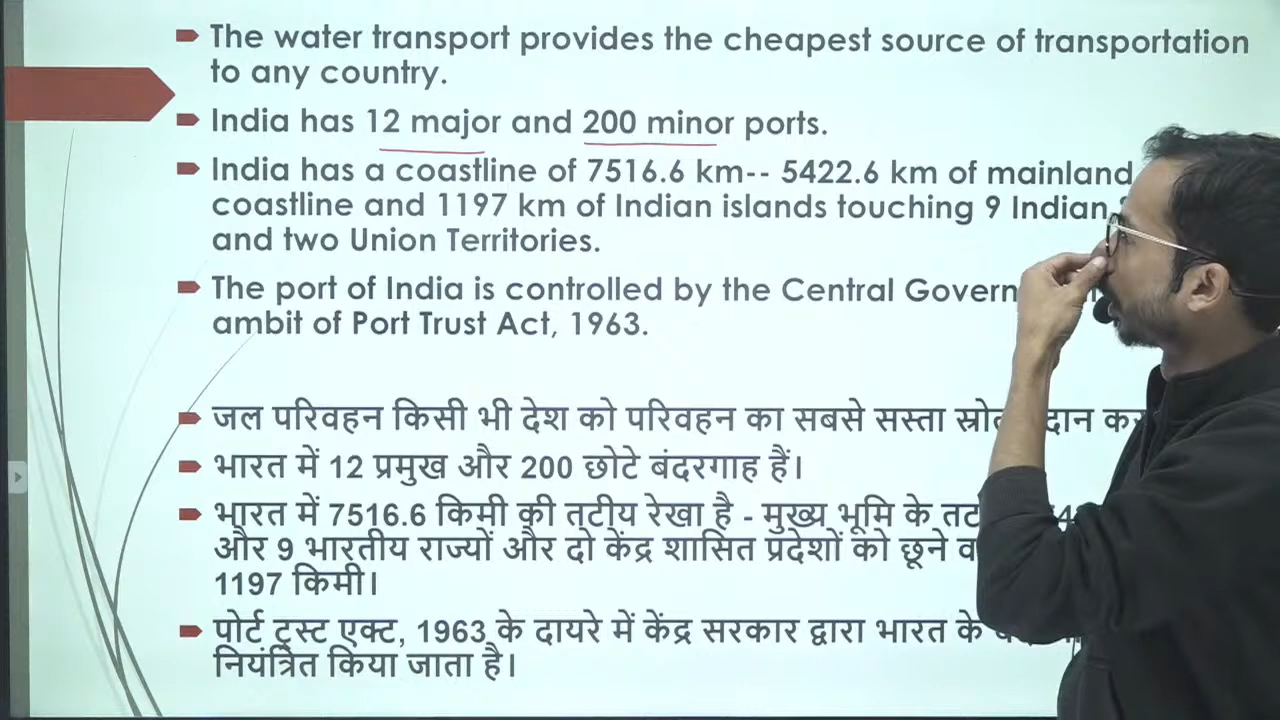 The water transport provides the cheapest source of transportation
to any country.
India has 12 major and 200 minor ports.
India has a coastline of 7516.6 km-- 5422.6 km of mainland
coastline and 1197 km of Indian islands touching 9 Indian
and two Union Territories.
The port of India is controlled by the Central
ambit of Port Trust Act, 1963.
जल परिवहन किसी भी देश को परिवहन का सबसे सस्ता
भारत में 12 प्रमुख और 200 छोटे बंदरगाह हैं।
भारत में 7516.6 किमी की तटीय रेखा है - मुख्य भूमि के तट
और 9 भारतीय राज्यों और दो केंद्र शासित प्रदेशों को छूने
1197 किमी।
पोर्ट ट्रस्ट एक्ट, 1963 के दायरे में केंद्र सरकार द्वारा भारत के
नियंत्रित किया जाता है।